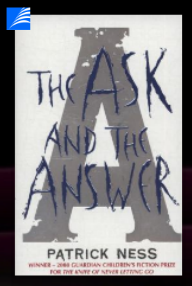 THE ASK
AND THE
ANSWER
PATRICK NESS
WINNER – 2008 GUARDIAN CHILDREN'S FICTION PRIZE
FOR THE KNIFE OF NEVER LETTING GO